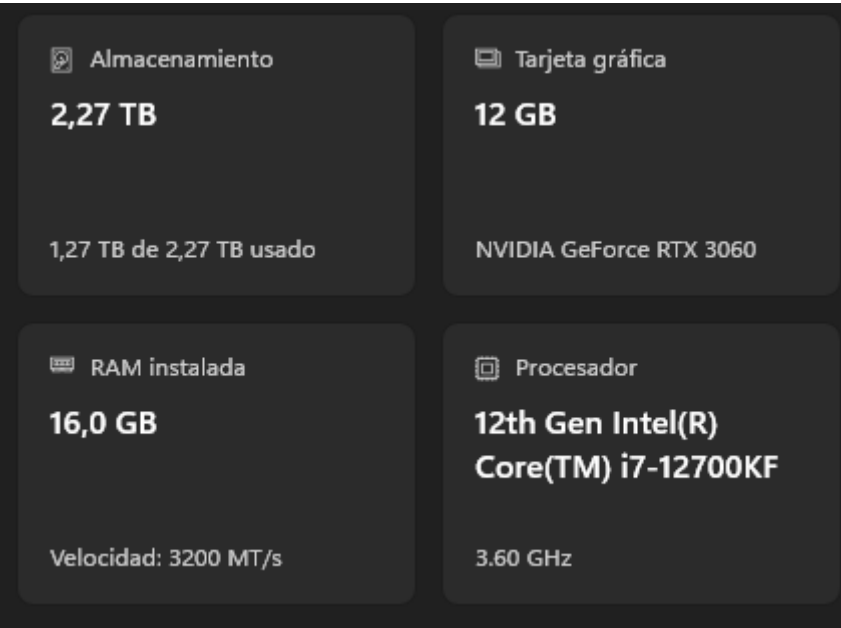 Almacenamiento
2,27 TB
1,27 TB de 2,27 TB usado
Tarjeta gráfica
12 GB
NVIDIA GeForce RTX 3060
RAM instalada
16,0 GB
Velocidad: 3200 MT/s
Procesador
12th Gen Intel(R)
Core(TM) i7-12700KF
3.60 GHz